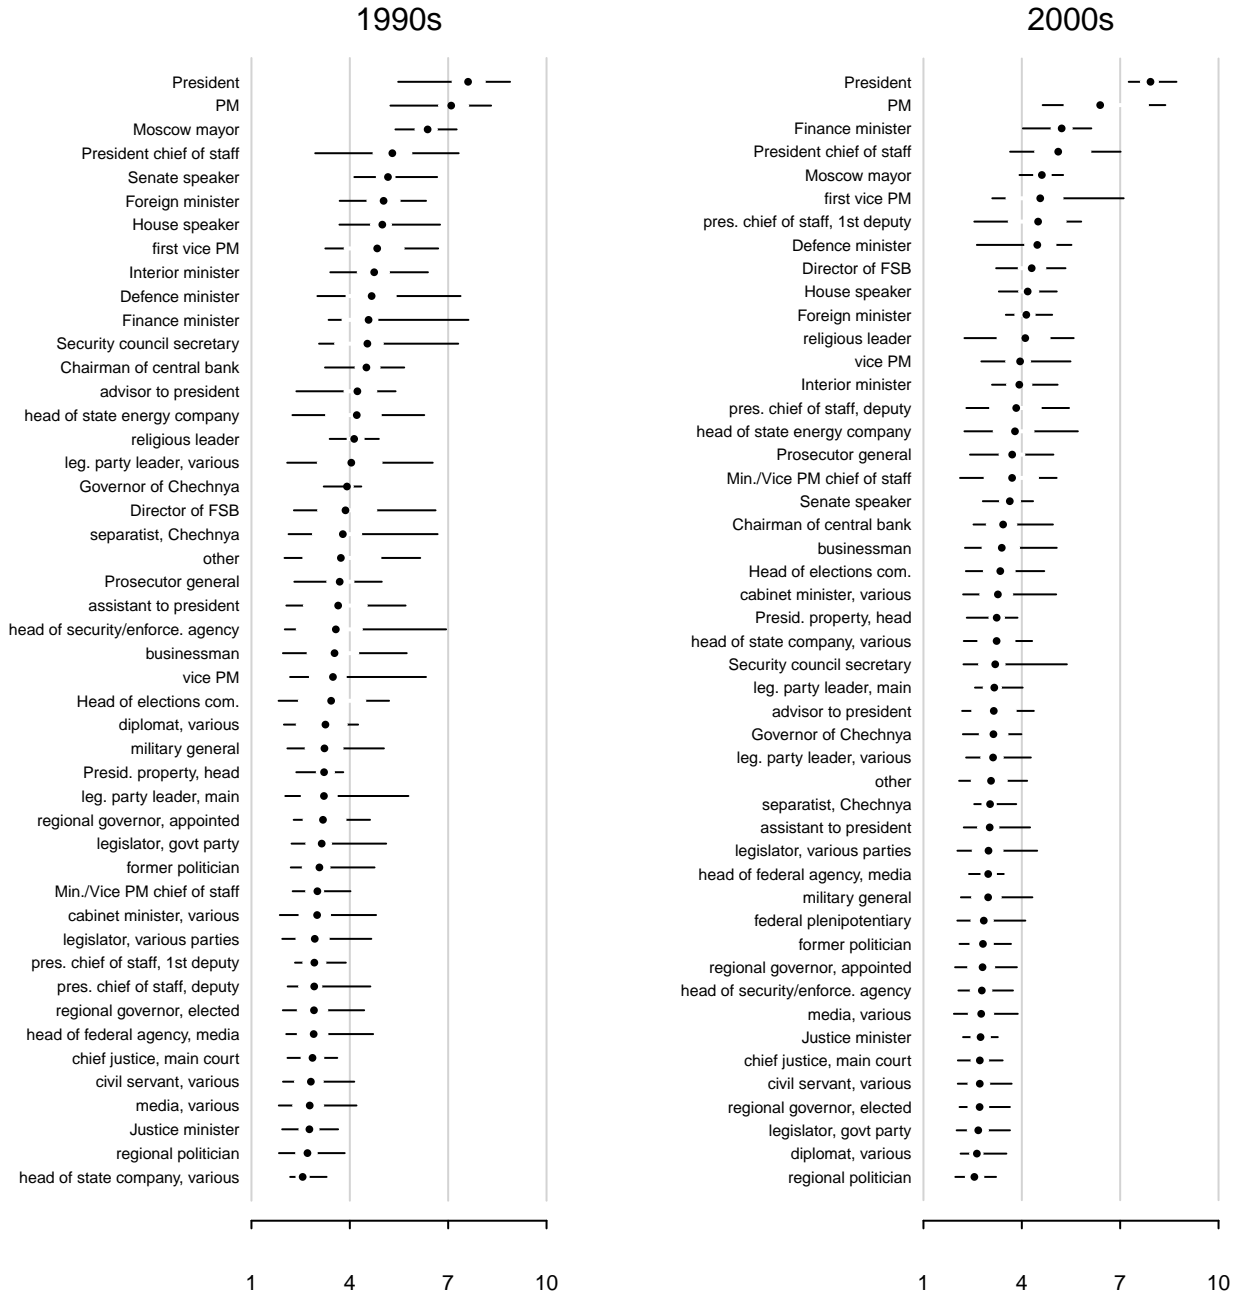 1990s
President
PM
Moscow mayor
President chief of staff
Senate speaker
Foreign minister
House speaker
first vice PM
Interior minister
Defence minister
Finance minister
Security council secretary
Chairman of central bank
advisor to president
head of state energy company
religious leader
leg. party leader, various
Governor of Chechnya
Director of FSB
separatist, Chechnya
other
Prosecutor general
assistant to president
head of security/enforce. agency
businessman
vice PM
Head of elections com.
diplomat, various
military general
Presid. property, head
leg. party leader, main
regional governor, appointed
legislator, govt party
former politician
Min./Vice PM chief of staff
cabinet minister, various
legislator, various parties
pres. chief of staff, 1st deputy
pres. chief of staff, deputy
regional governor, elected
head of federal agency, media
chief justice, main court
civil servant, various
media, various
Justice minister
regional politician
head of state company, various
1 4 7 10
2000s
President
PM
Finance minister
President chief of staff
Moscow mayor
first vice PM
pres. chief of staff, 1st deputy
Defence minister
Director of FSB
House speaker
Foreign minister
religious leader
vice PM
Interior minister
pres. chief of staff, deputy
head of state energy company
Prosecutor general
Min./Vice PM chief of staff
Senate speaker
Chairman of central bank
businessman
Head of elections com.
cabinet minister, various
Presid. property, head
head of state company, various
Security council secretary
leg. party leader, main
advisor to president
Governor of Chechnya
leg. party leader, various
other
separatist, Chechnya
assistant to president
legislator, various parties
head of federal agency, media
military general
federal plenipotentiary
former politician
regional governor, appointed
head of security/enforce. agency
media, various
Justice minister
chief justice, main court
civil servant, various
regional governor, elected
legislator, govt party
diplomat, various
regional politician
1 4 7 10